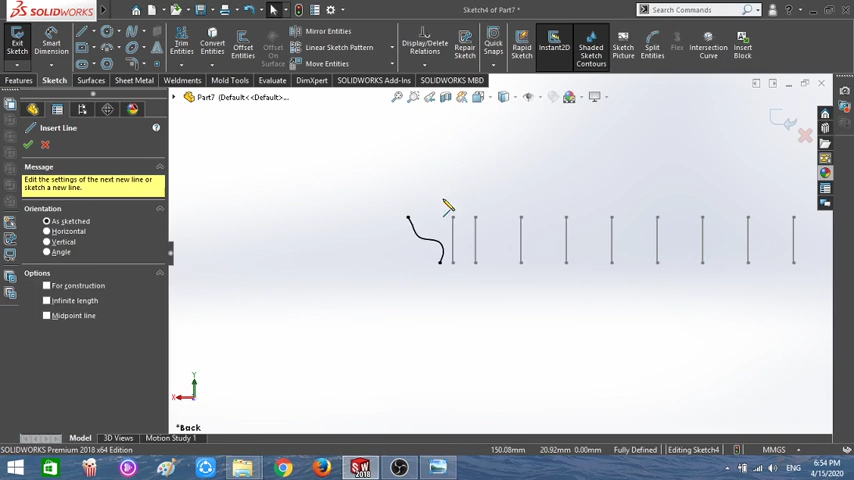 SOLIDWORKS
Sketch4 of Part7 *
Search Commands
Exit Sketch
Smart Dimension
Trim Entities
Convert Entities
Offset Entities
Offset On Surface
Mirror Entities
Linear Sketch Pattern
Move Entities
Display/Delete Relations
Repair Sketch
Quick Snaps
Rapid Sketch
Instant2D
Shaded Sketch Contours
Sketch Picture
Split Entities
Flex
Intersection Curve
Insert Block
Features
Sketch
Surfaces
Sheet Metal
Weldments
Mold Tools
Evaluate
DimXpert
SOLIDWORKS Add-Ins
SOLIDWORKS MBD
Part7 (Default<<Default>...
Insert Line
Message
Edit the settings of the next new line or
sketch a new line.
Orientation
As sketched
Horizontal
Vertical
Angle
Options
For construction
Infinite length
Midpoint line
Y
X
*Back
Model
3D Views
Motion Study 1
SOLIDWORKS Premium 2018 x64 Edition
150.08mm
20.92mm
0.00mm
Fully Defined
Editing Sketch4
MMGS
SW
2018
ENG
6:54 PM
4/15/2020